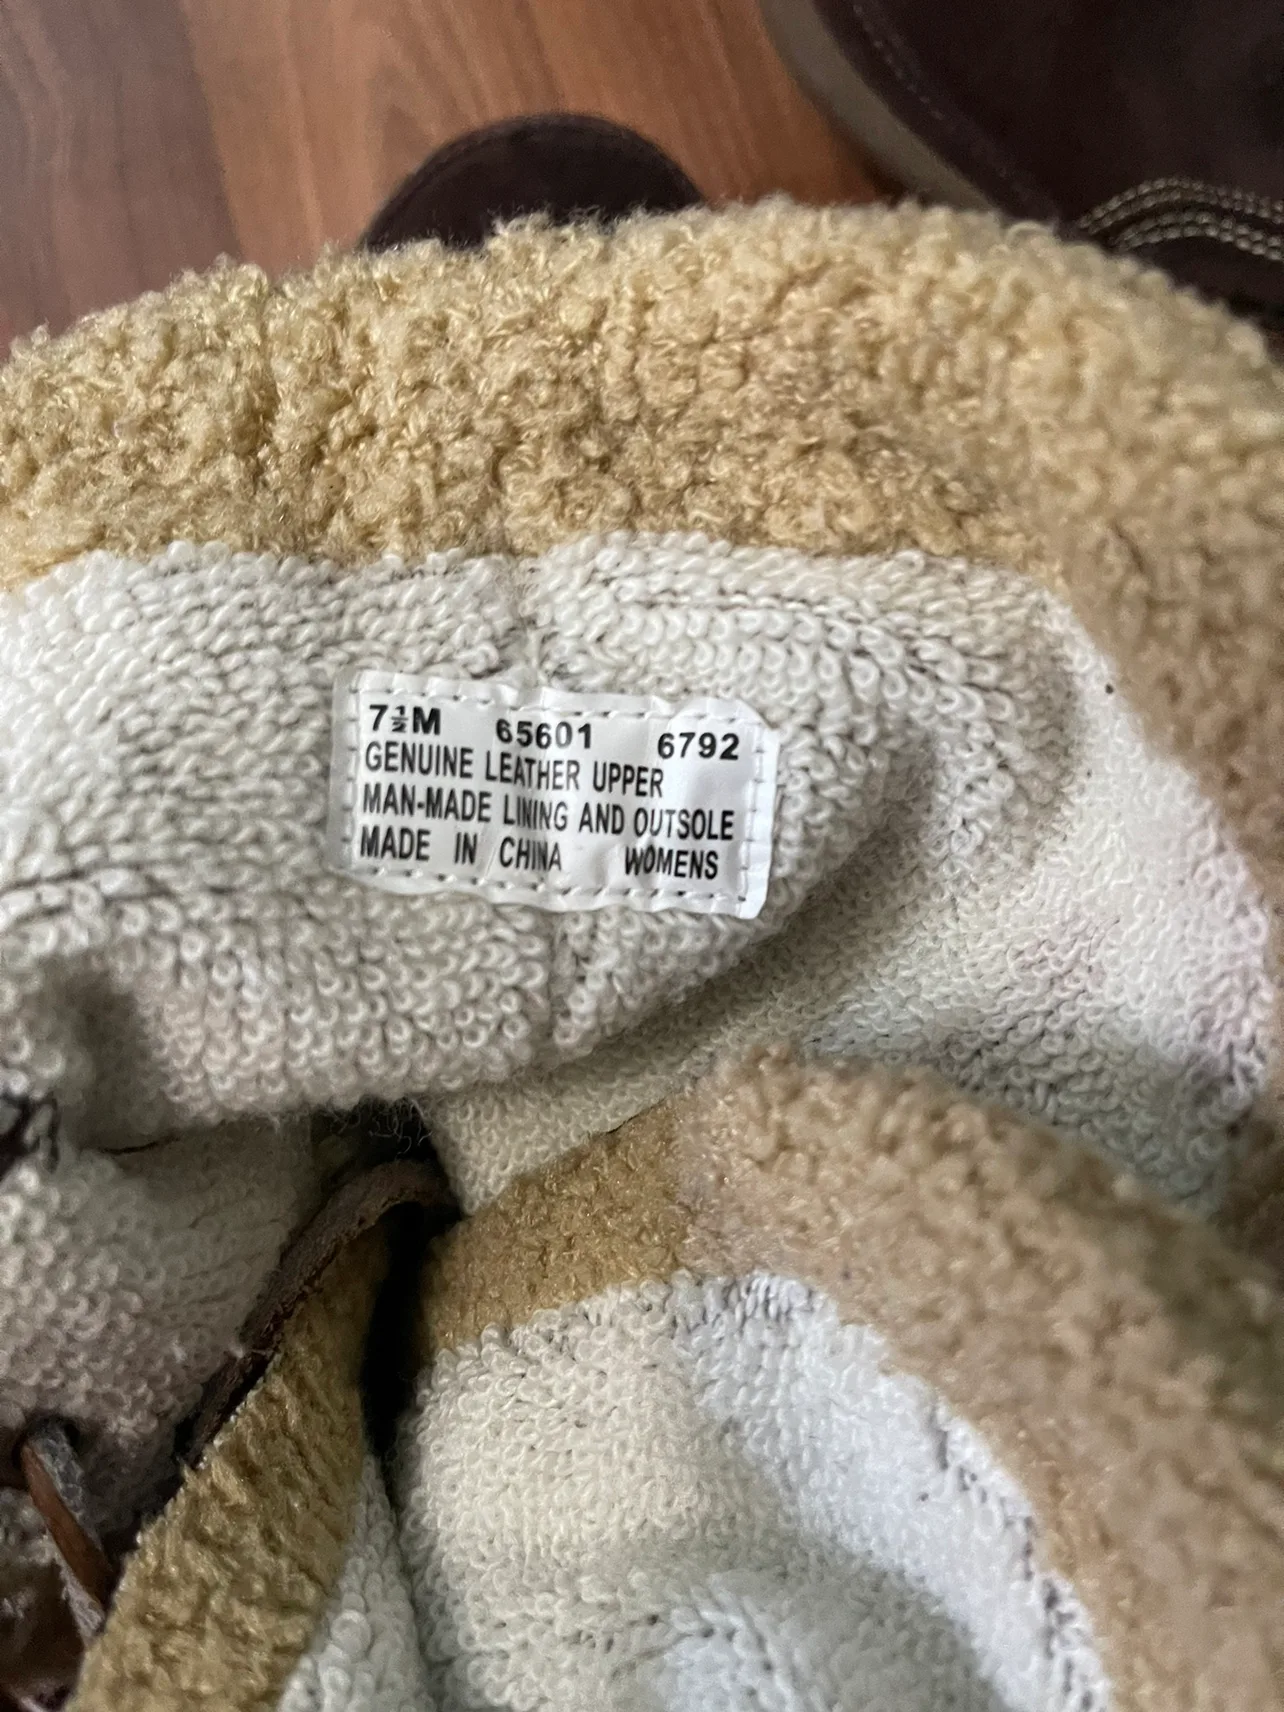 7½M 65601 6792
GENUINE LEATHER UPPER
MAN-MADE LINING AND OUTSOLE
MADE IN CHINA WOMENS